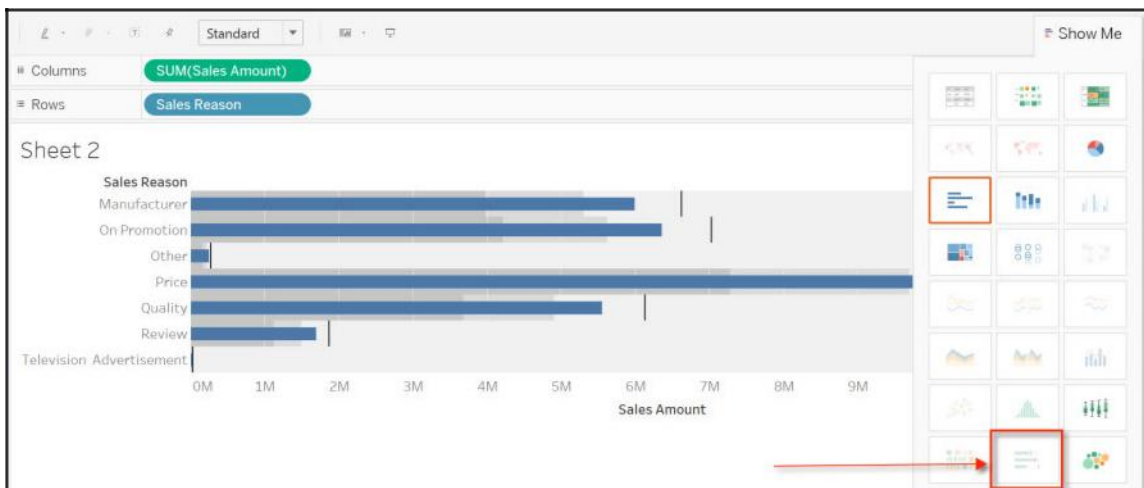 Standard
Show Me
Columns
SUM(Sales Amount)
Rows
Sales Reason
Sheet 2
Sales Reason
Manufacturer
On Promotion
Other
Price
Quality
Review
Television Advertisement
0M 1M 2M 3M 4M 5M 6M 7M 8M 9M
Sales Amount